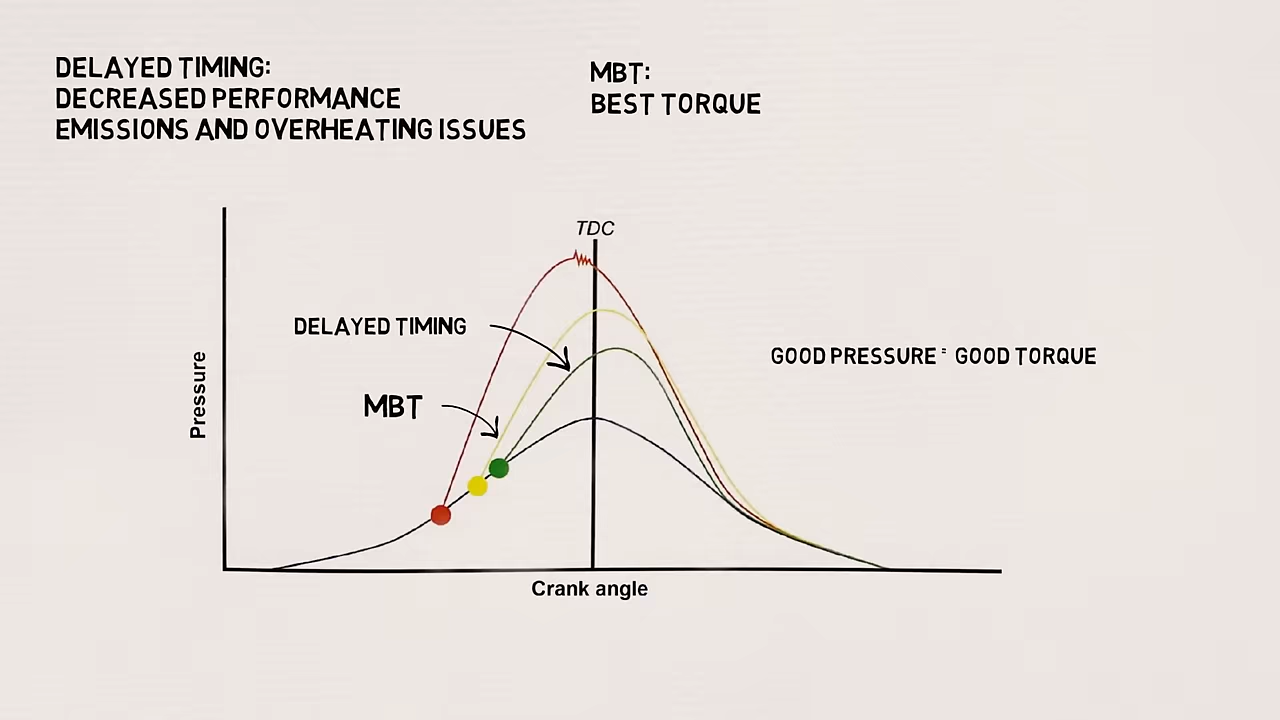 DELAYED TIMING:
DECREASED PERFORMANCE
EMISSIONS AND OVERHEATING ISSUES
MBT:
BEST TORQUE
TDC
DELAYED TIMING
GOOD PRESSURE = GOOD TORQUE
MBT
Pressure
Crank angle